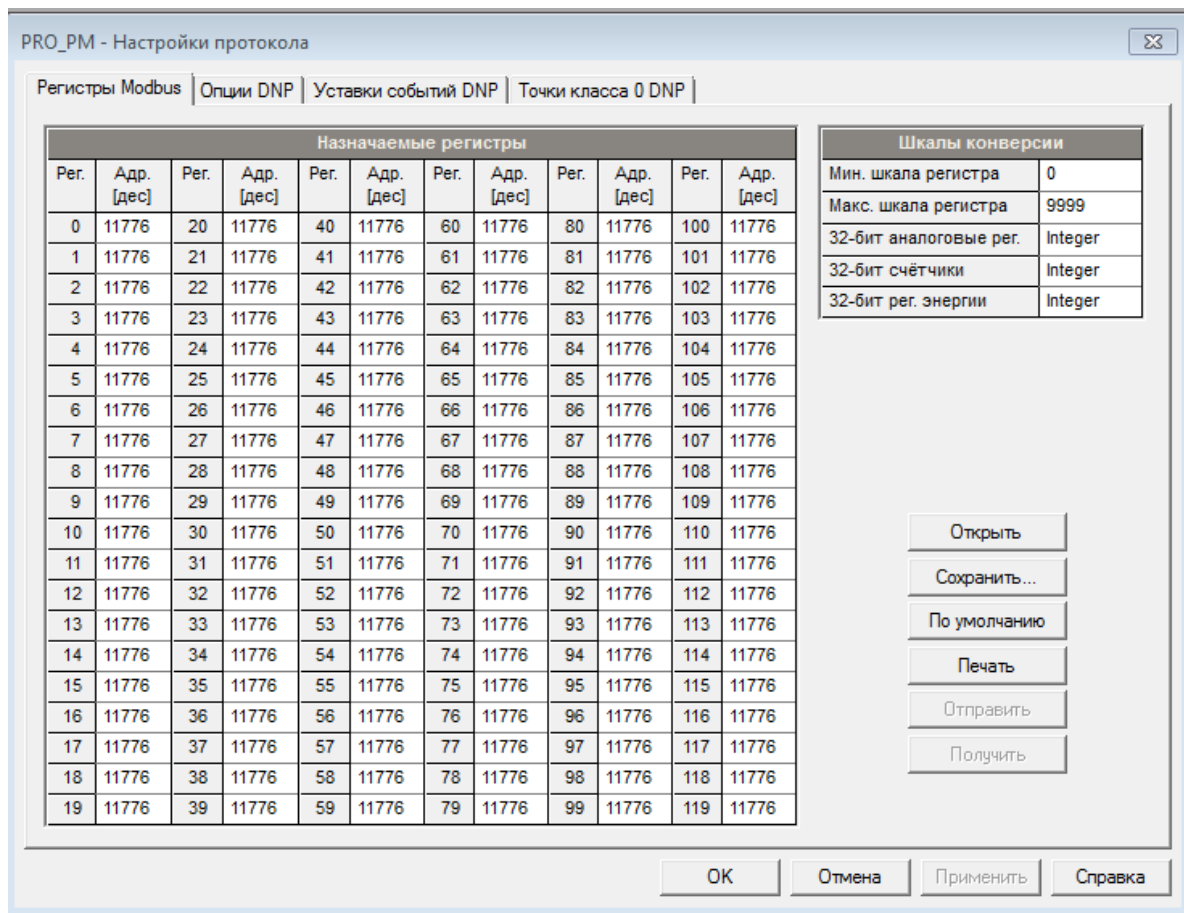 PRO_PM - Настройки протокола
Регистры Modbus Опции DNP Уставки событий DNP Точки класса 0 DNP
Назначаемые регистры
Рег. Адр. [дес] Рег. Адр. [дес] Рег. Адр. [дес] Рег. Адр. [дес] Рег. Адр. [дес] Рег. Адр. [дес]
0 11776 20 11776 40 11776 60 11776 80 11776 100 11776
1 11776 21 11776 41 11776 61 11776 81 11776 101 11776
2 11776 22 11776 42 11776 62 11776 82 11776 102 11776
3 11776 23 11776 43 11776 63 11776 83 11776 103 11776
4 11776 24 11776 44 11776 64 11776 84 11776 104 11776
5 11776 25 11776 45 11776 65 11776 85 11776 105 11776
6 11776 26 11776 46 11776 66 11776 86 11776 106 11776
7 11776 27 11776 47 11776 67 11776 87 11776 107 11776
8 11776 28 11776 48 11776 68 11776 88 11776 108 11776
9 11776 29 11776 49 11776 69 11776 89 11776 109 11776
10 11776 30 11776 50 11776 70 11776 90 11776 110 11776
11 11776 31 11776 51 11776 71 11776 91 11776 111 11776
12 11776 32 11776 52 11776 72 11776 92 11776 112 11776
13 11776 33 11776 53 11776 73 11776 93 11776 113 11776
14 11776 34 11776 54 11776 74 11776 94 11776 114 11776
15 11776 35 11776 55 11776 75 11776 95 11776 115 11776
16 11776 36 11776 56 11776 76 11776 96 11776 116 11776
17 11776 37 11776 57 11776 77 11776 97 11776 117 11776
18 11776 38 11776 58 11776 78 11776 98 11776 118 11776
19 11776 39 11776 59 11776 79 11776 99 11776 119 11776
Шкалы конверсии
Мин. шкала регистра 0
Макс. шкала регистра 9999
32-бит аналоговые рег. Integer
32-бит счётчики Integer
32-бит рег. энергии Integer
Открыть
Сохранить...
По умолчанию
Печать
Отправить
Получить
OK Отмена Применить Справка